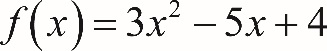 f(x) = 3x² − 5x + 4